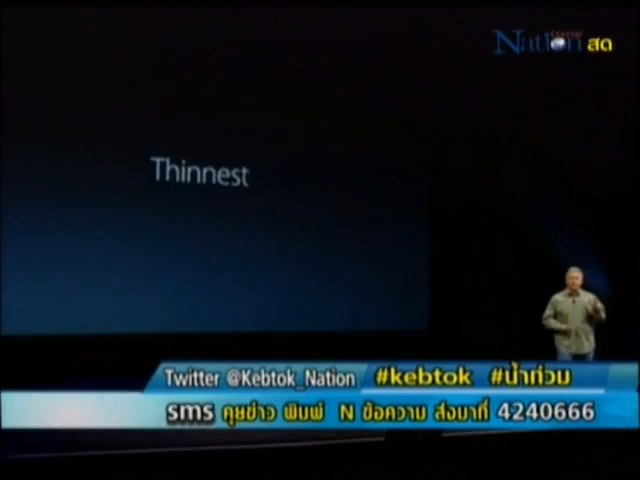 Nation Channel สด
Thinnest
Twitter @Kebtok_Nation #kebtok #น้ำท่วม
sms คุยข่าว พิมพ์ N ข้อความ ส่งมาที่ 4240666